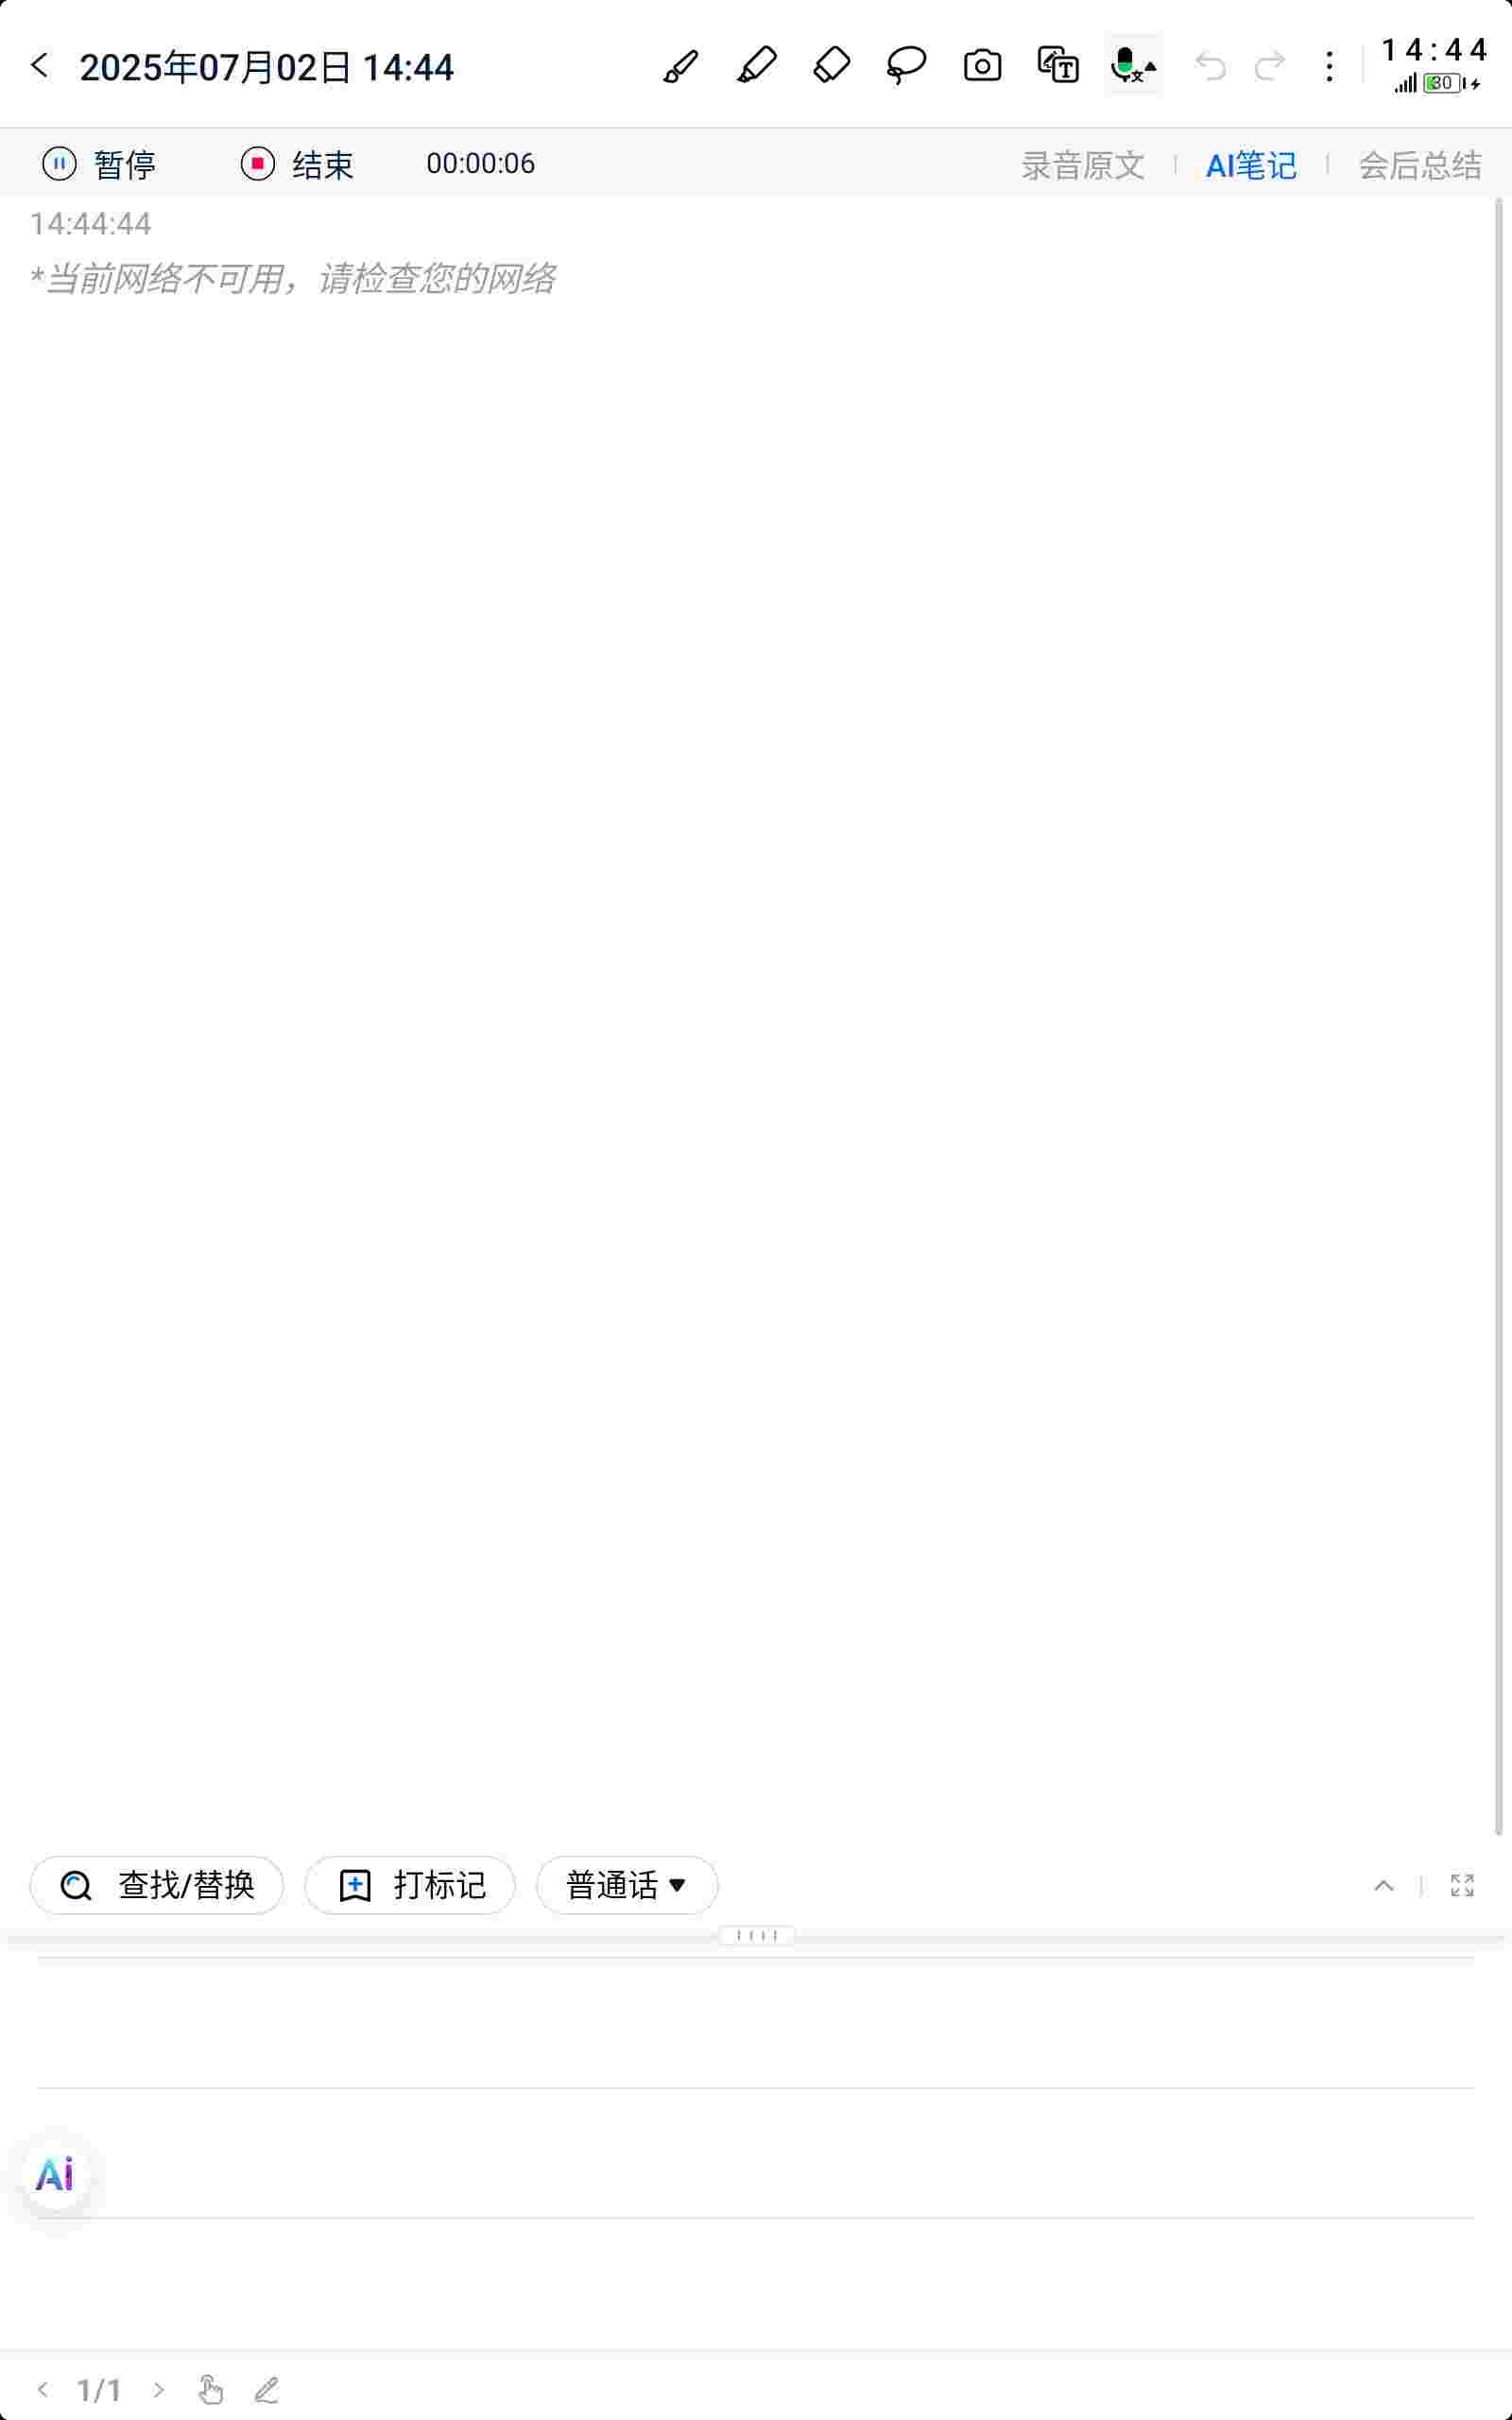 2025年07月02日 14:44
14:44
30
暂停 结束 00:00:06 录音原文 AI笔记 会后总结
14:44:44
*当前网络不可用，请检查您的网络
查找/替换 打标记 普通话
Ai
1/1